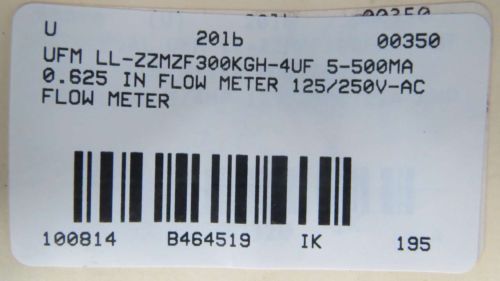 00350
U 201b 00350
UFM LL-ZZMZF300KGH-4UF 5-500MA
0.625 IN FLOW METER 125/250V-AC
FLOW METER
100814 B464519 IK 195